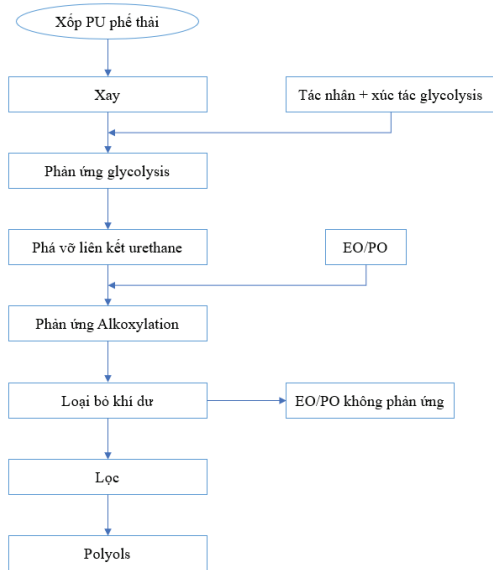 Xốp PU phế thải
Xay
Tác nhân + xúc tác glycolysis
Phản ứng glycolysis
Phá vỡ liên kết urethane
EO/PO
Phản ứng Alkoxylation
Loại bỏ khí dư
EO/PO không phản ứng
Lọc
Polyols